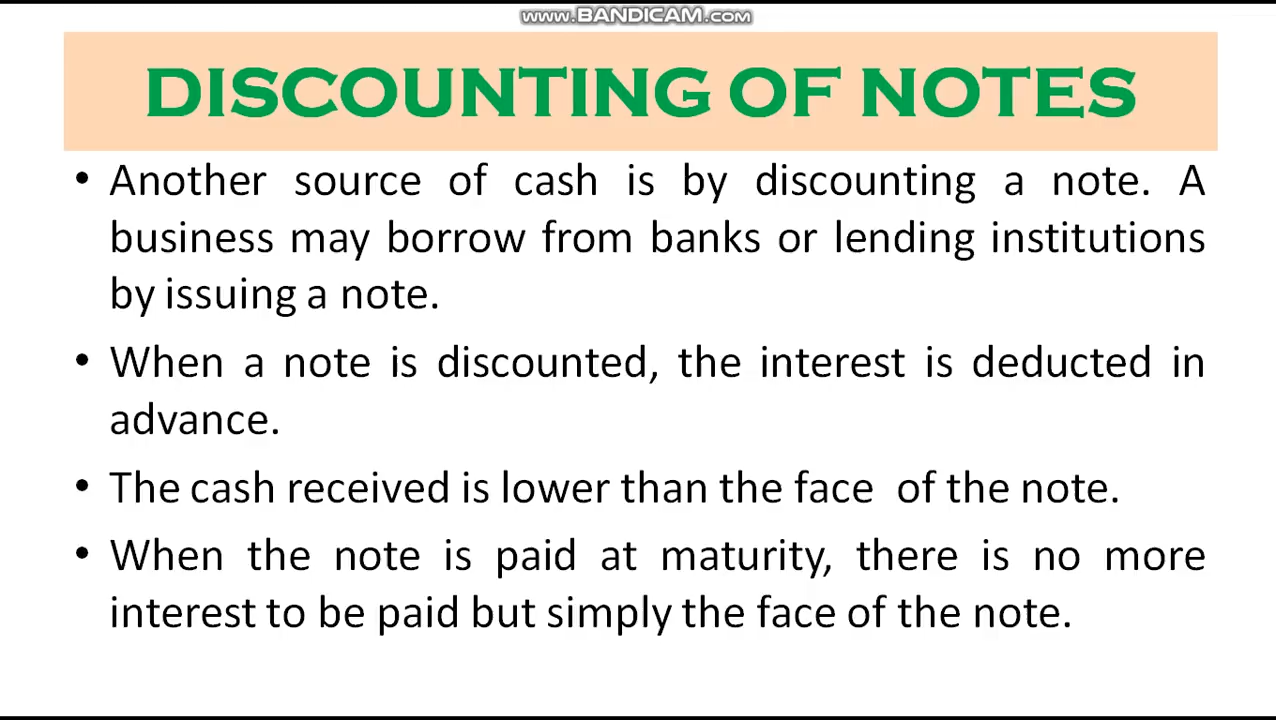 www.BANDICAM.com
DISCOUNTING OF NOTES
• Another source of cash is by discounting a note. A
business may borrow from banks or lending institutions
by issuing a note.
• When a note is discounted, the interest is deducted in
advance.
• The cash received is lower than the face of the note.
• When the note is paid at maturity, there is no more
interest to be paid but simply the face of the note.